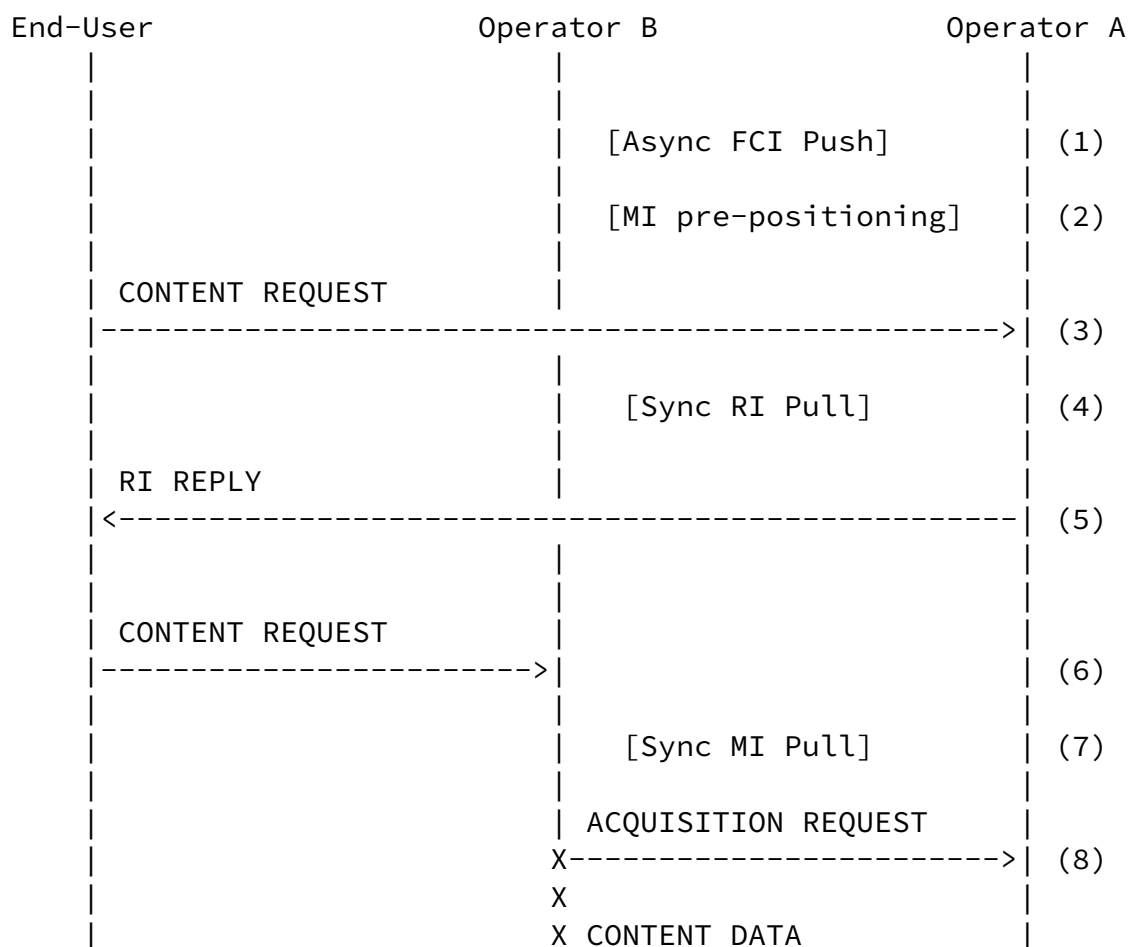 End-User Operator B Operator A
[Async FCI Push] (1)
[MI pre-positioning] (2)
CONTENT REQUEST
(3)
[Sync RI Pull] (4)
RI REPLY
(5)
CONTENT REQUEST
(6)
[Sync MI Pull] (7)
ACQUISITION REQUEST
X (8)
X
X CONTENT DATA